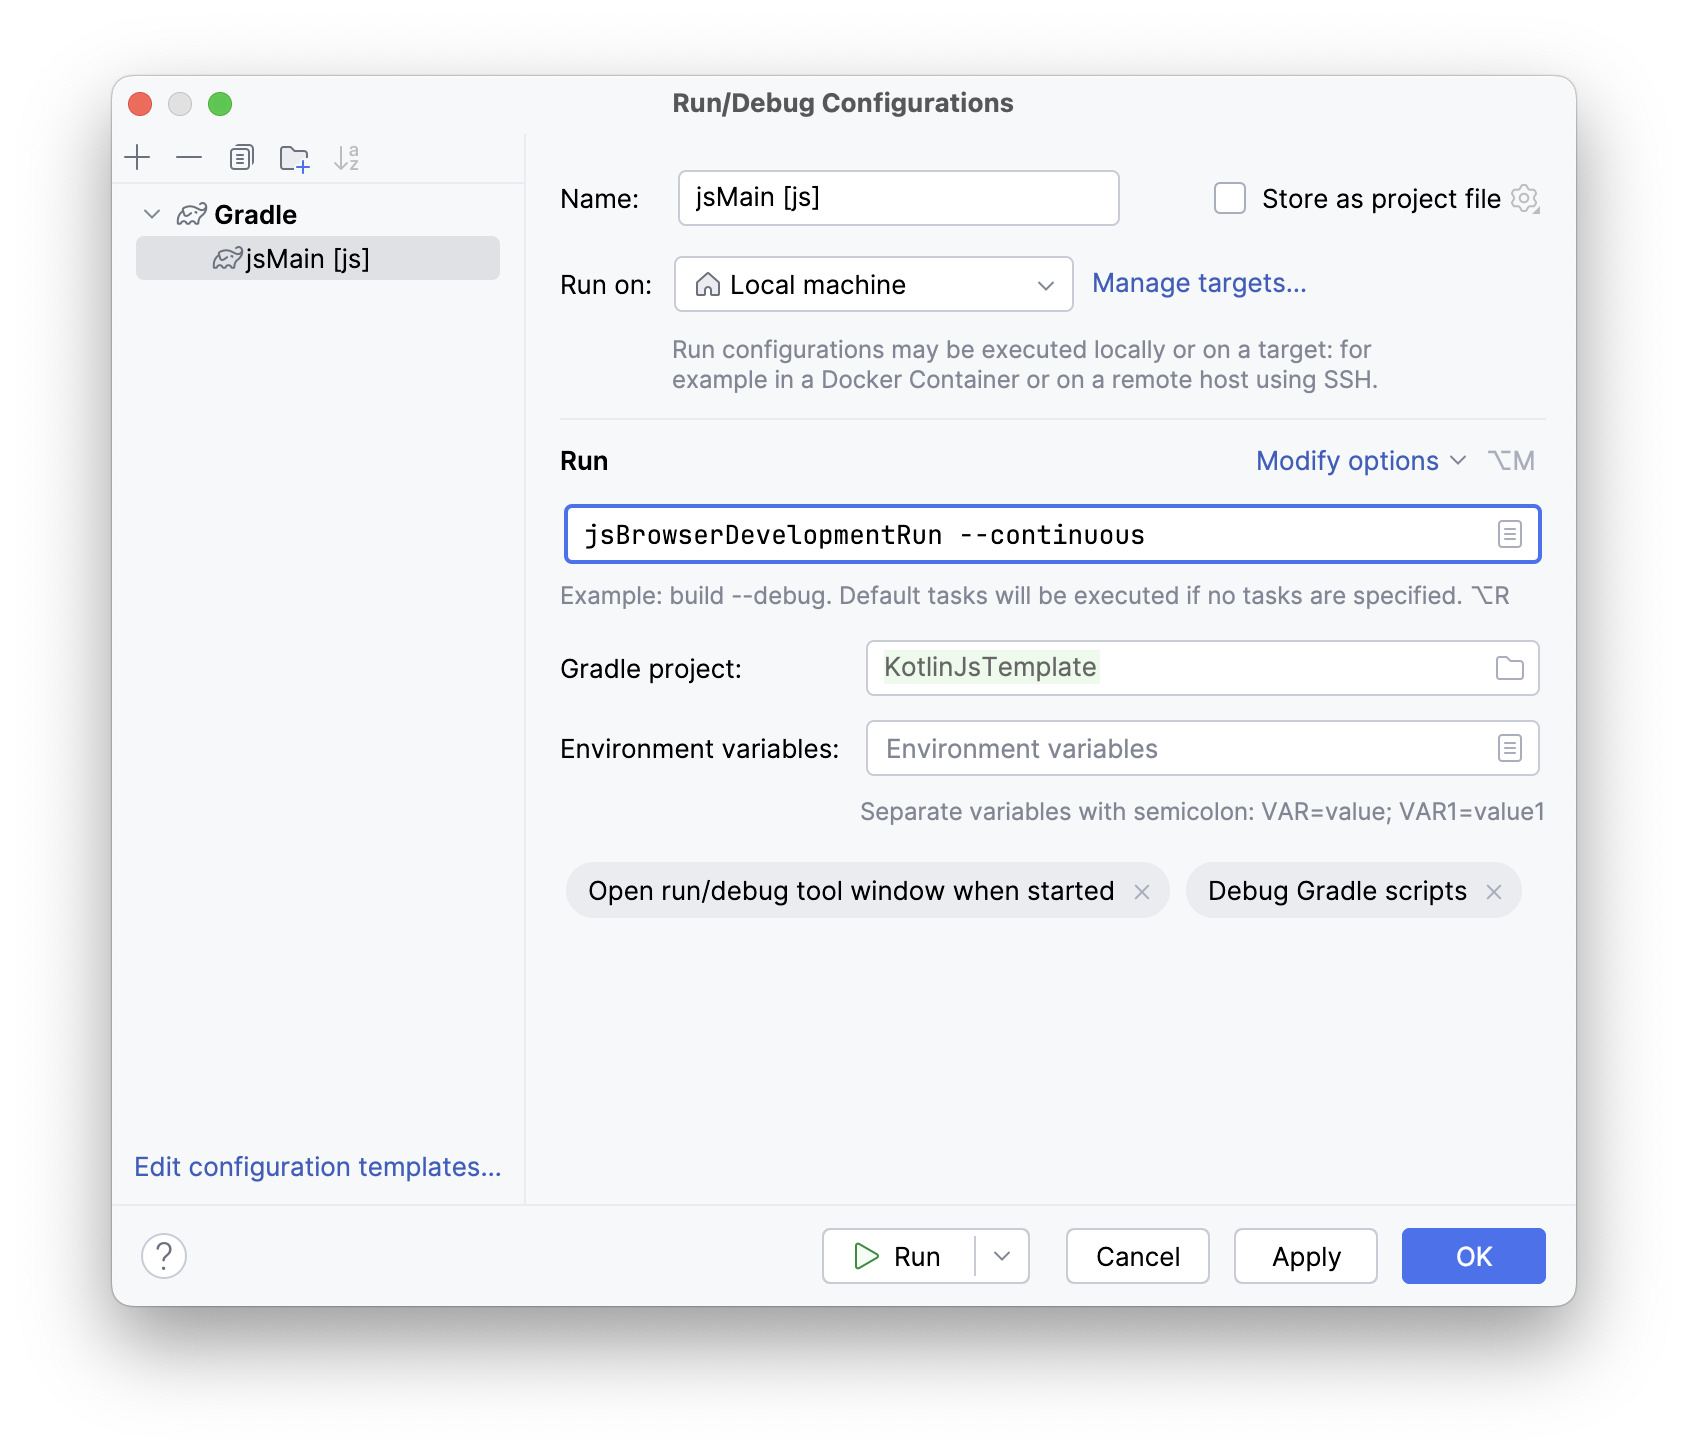 Run/Debug Configurations
Gradle
jsMain [js]
Edit configuration templates...
Name: jsMain [js] Store as project file
Run on: Local machine Manage targets...
Run configurations may be executed locally or on a target: for
example in a Docker Container or on a remote host using SSH.
Run Modify options ⌥M
jsBrowserDevelopmentRun --continuous
Example: build --debug. Default tasks will be executed if no tasks are specified. ⌥R
Gradle project: KotlinJsTemplate
Environment variables: Environment variables
Separate variables with semicolon: VAR=value; VAR1=value1
Open run/debug tool window when started × Debug Gradle scripts ×
? Run Cancel Apply OK